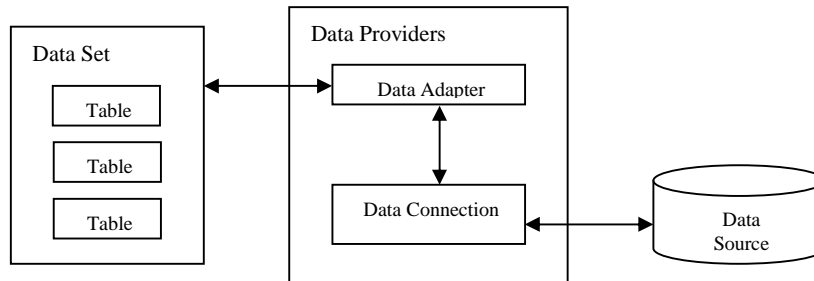 Data Set
Table
Table
Table
Data Providers
Data Adapter
Data Connection
Data
Source